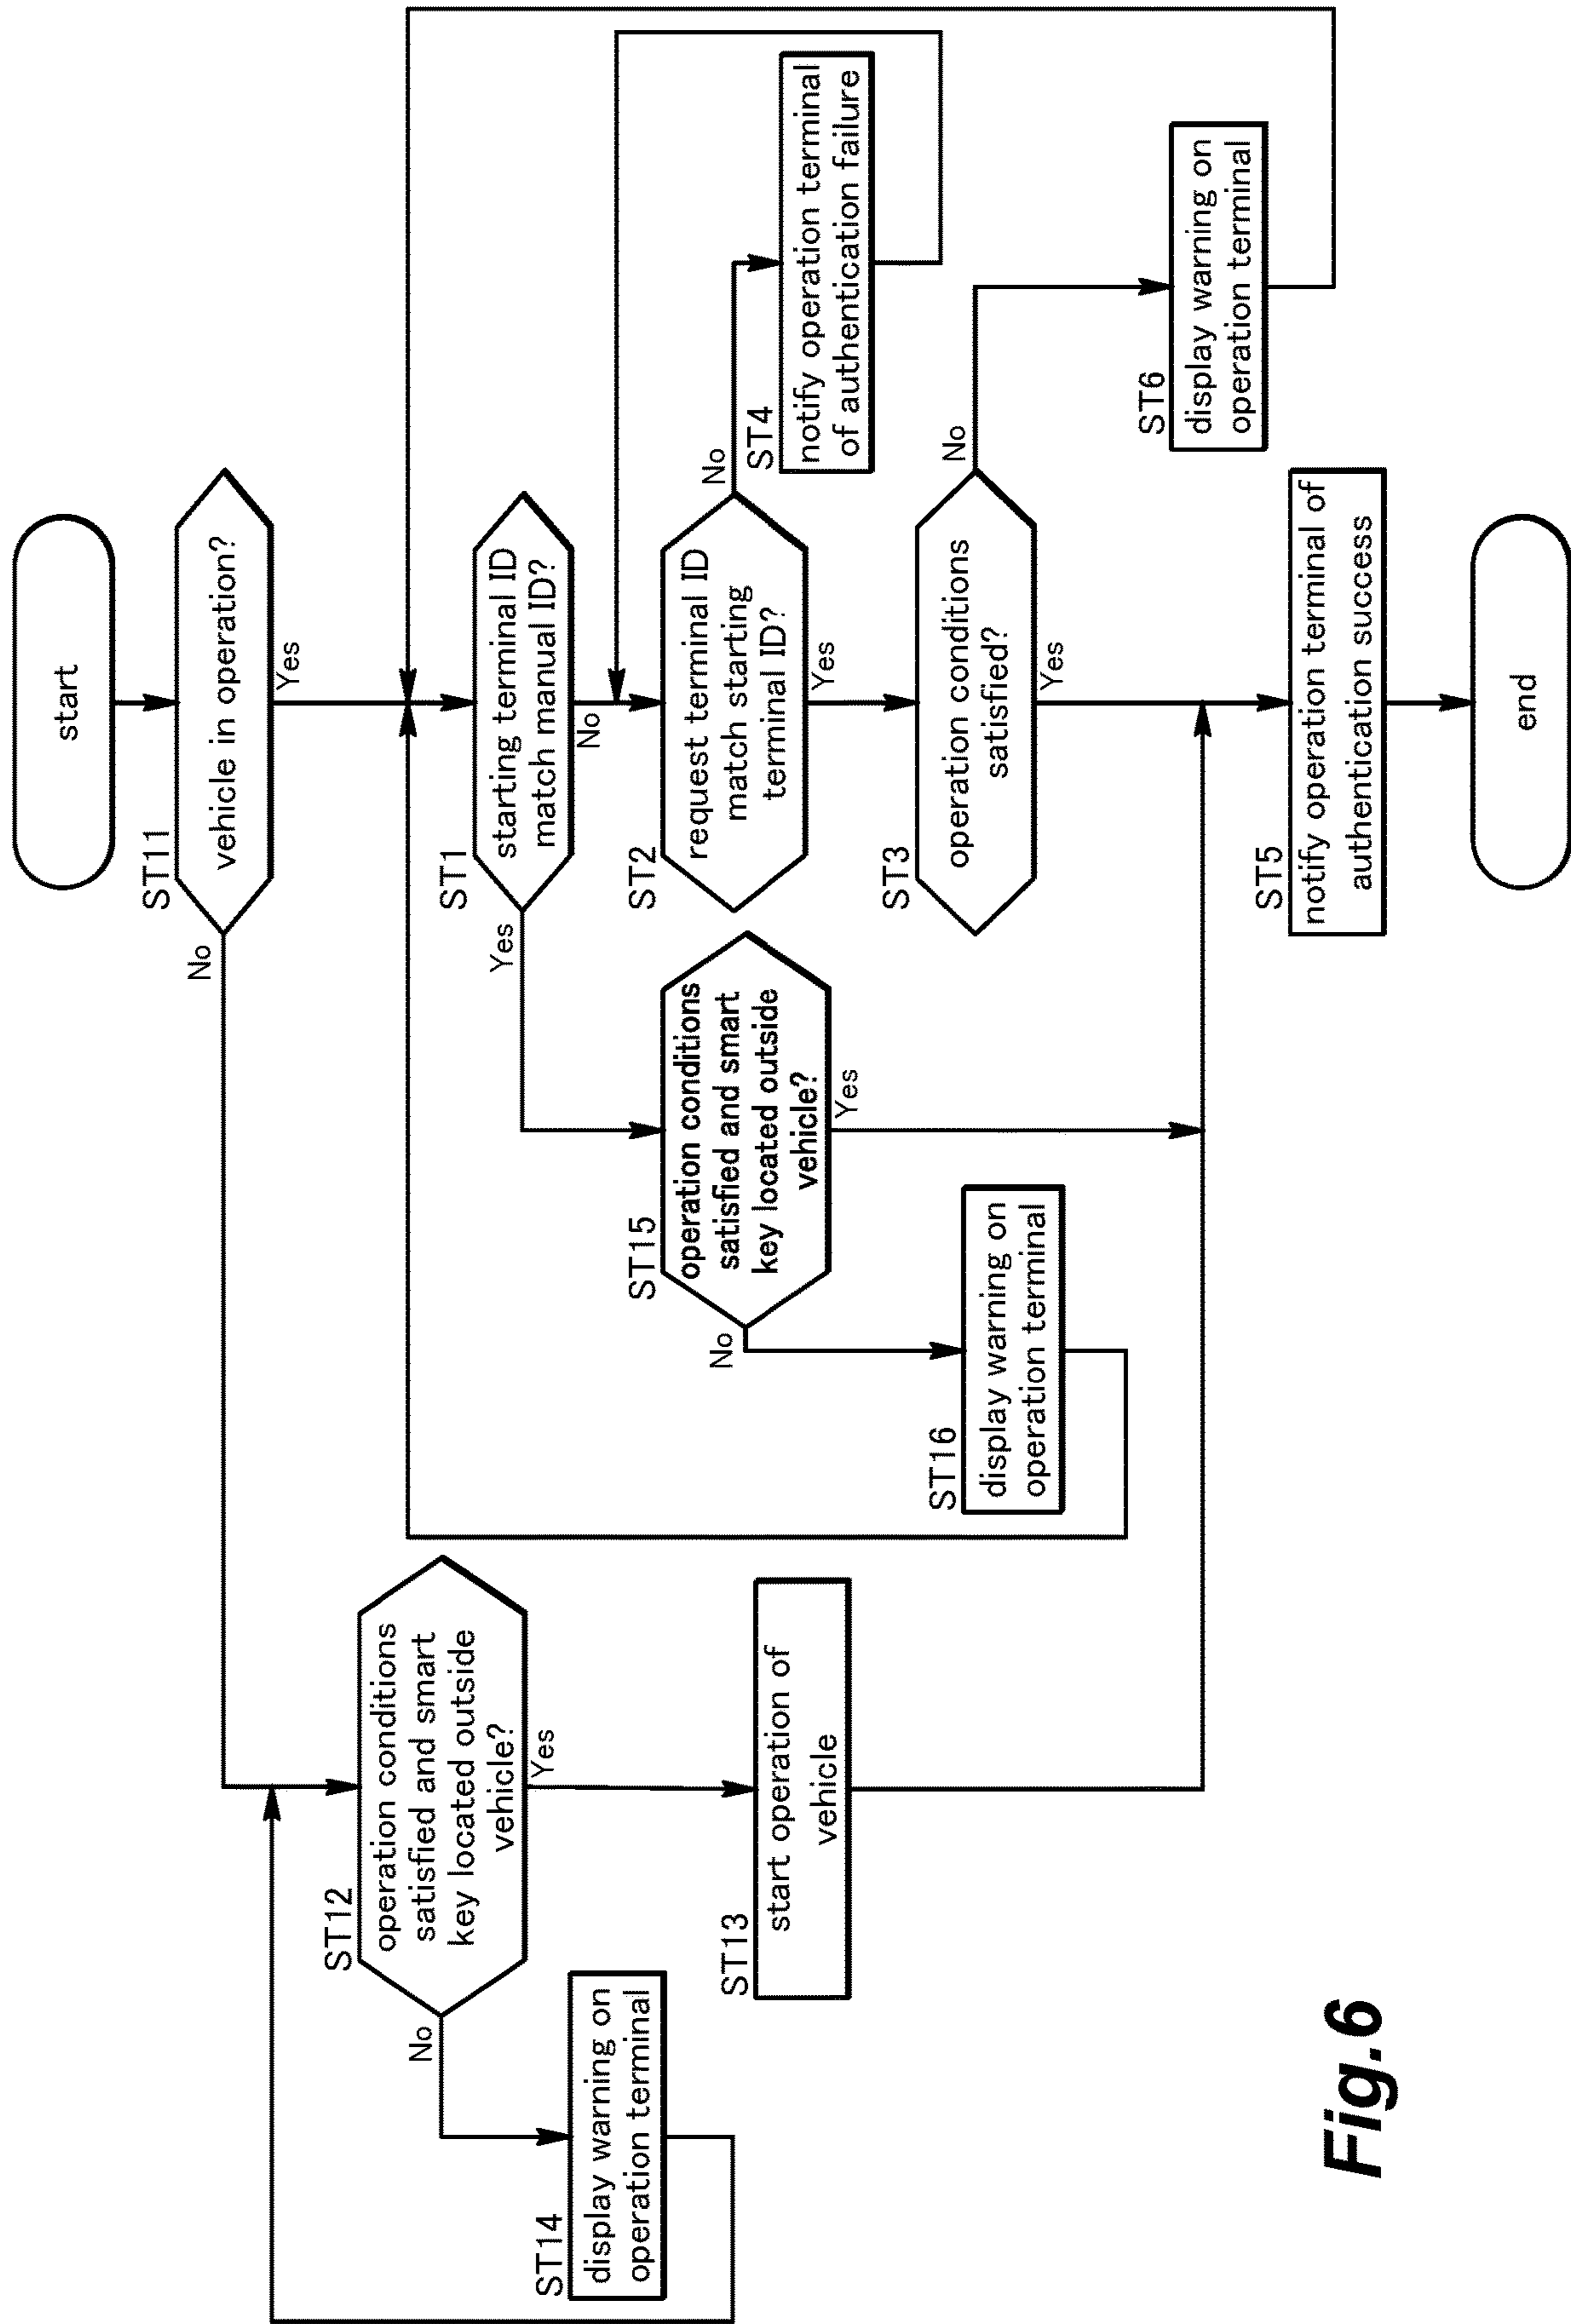 start
ST11
vehicle in operation?
No
Yes
ST12
operation conditions
satisfied and smart
key located outside
vehicle?
No
Yes
ST14
display warning on
operation terminal
ST13
start operation of
vehicle
ST1
starting terminal ID
match manual ID?
Yes
No
ST15
operation conditions
satisfied and smart
key located outside
vehicle?
No
Yes
ST16
display warning on
operation terminal
ST2
request terminal ID
match starting
terminal ID?
No
Yes
ST4
notify operation terminal
of authentication failure
ST3
operation conditions
satisfied?
No
Yes
ST6
display warning on
operation terminal
ST5
notify operation terminal of
authentication success
end
Fig.6